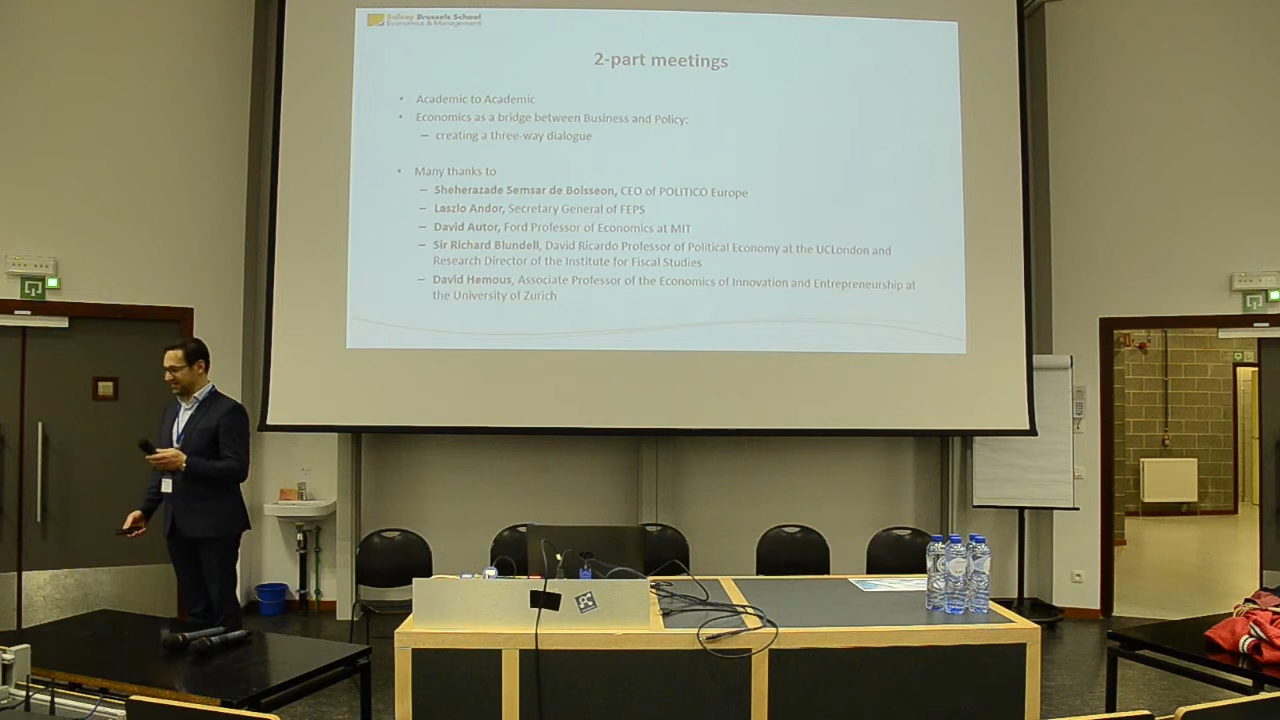 Solvay Brussels School
Economics & Management
2-part meetings
• Academic to Academic
• Economics as a bridge between Business and Policy:
– creating a three-way dialogue
• Many thanks to
– Sheherazade Semsar de Boisseon, CEO of POLITICO Europe
– Laszlo Andor, Secretary General of FEPS
– David Autor, Ford Professor of Economics at MIT
– Sir Richard Blundell, David Ricardo Professor of Political Economy at the UCLondon and
Research Director of the Institute for Fiscal Studies
– David Hemous, Associate Professor of the Economics of Innovation and Entrepreneurship at
the University of Zurich